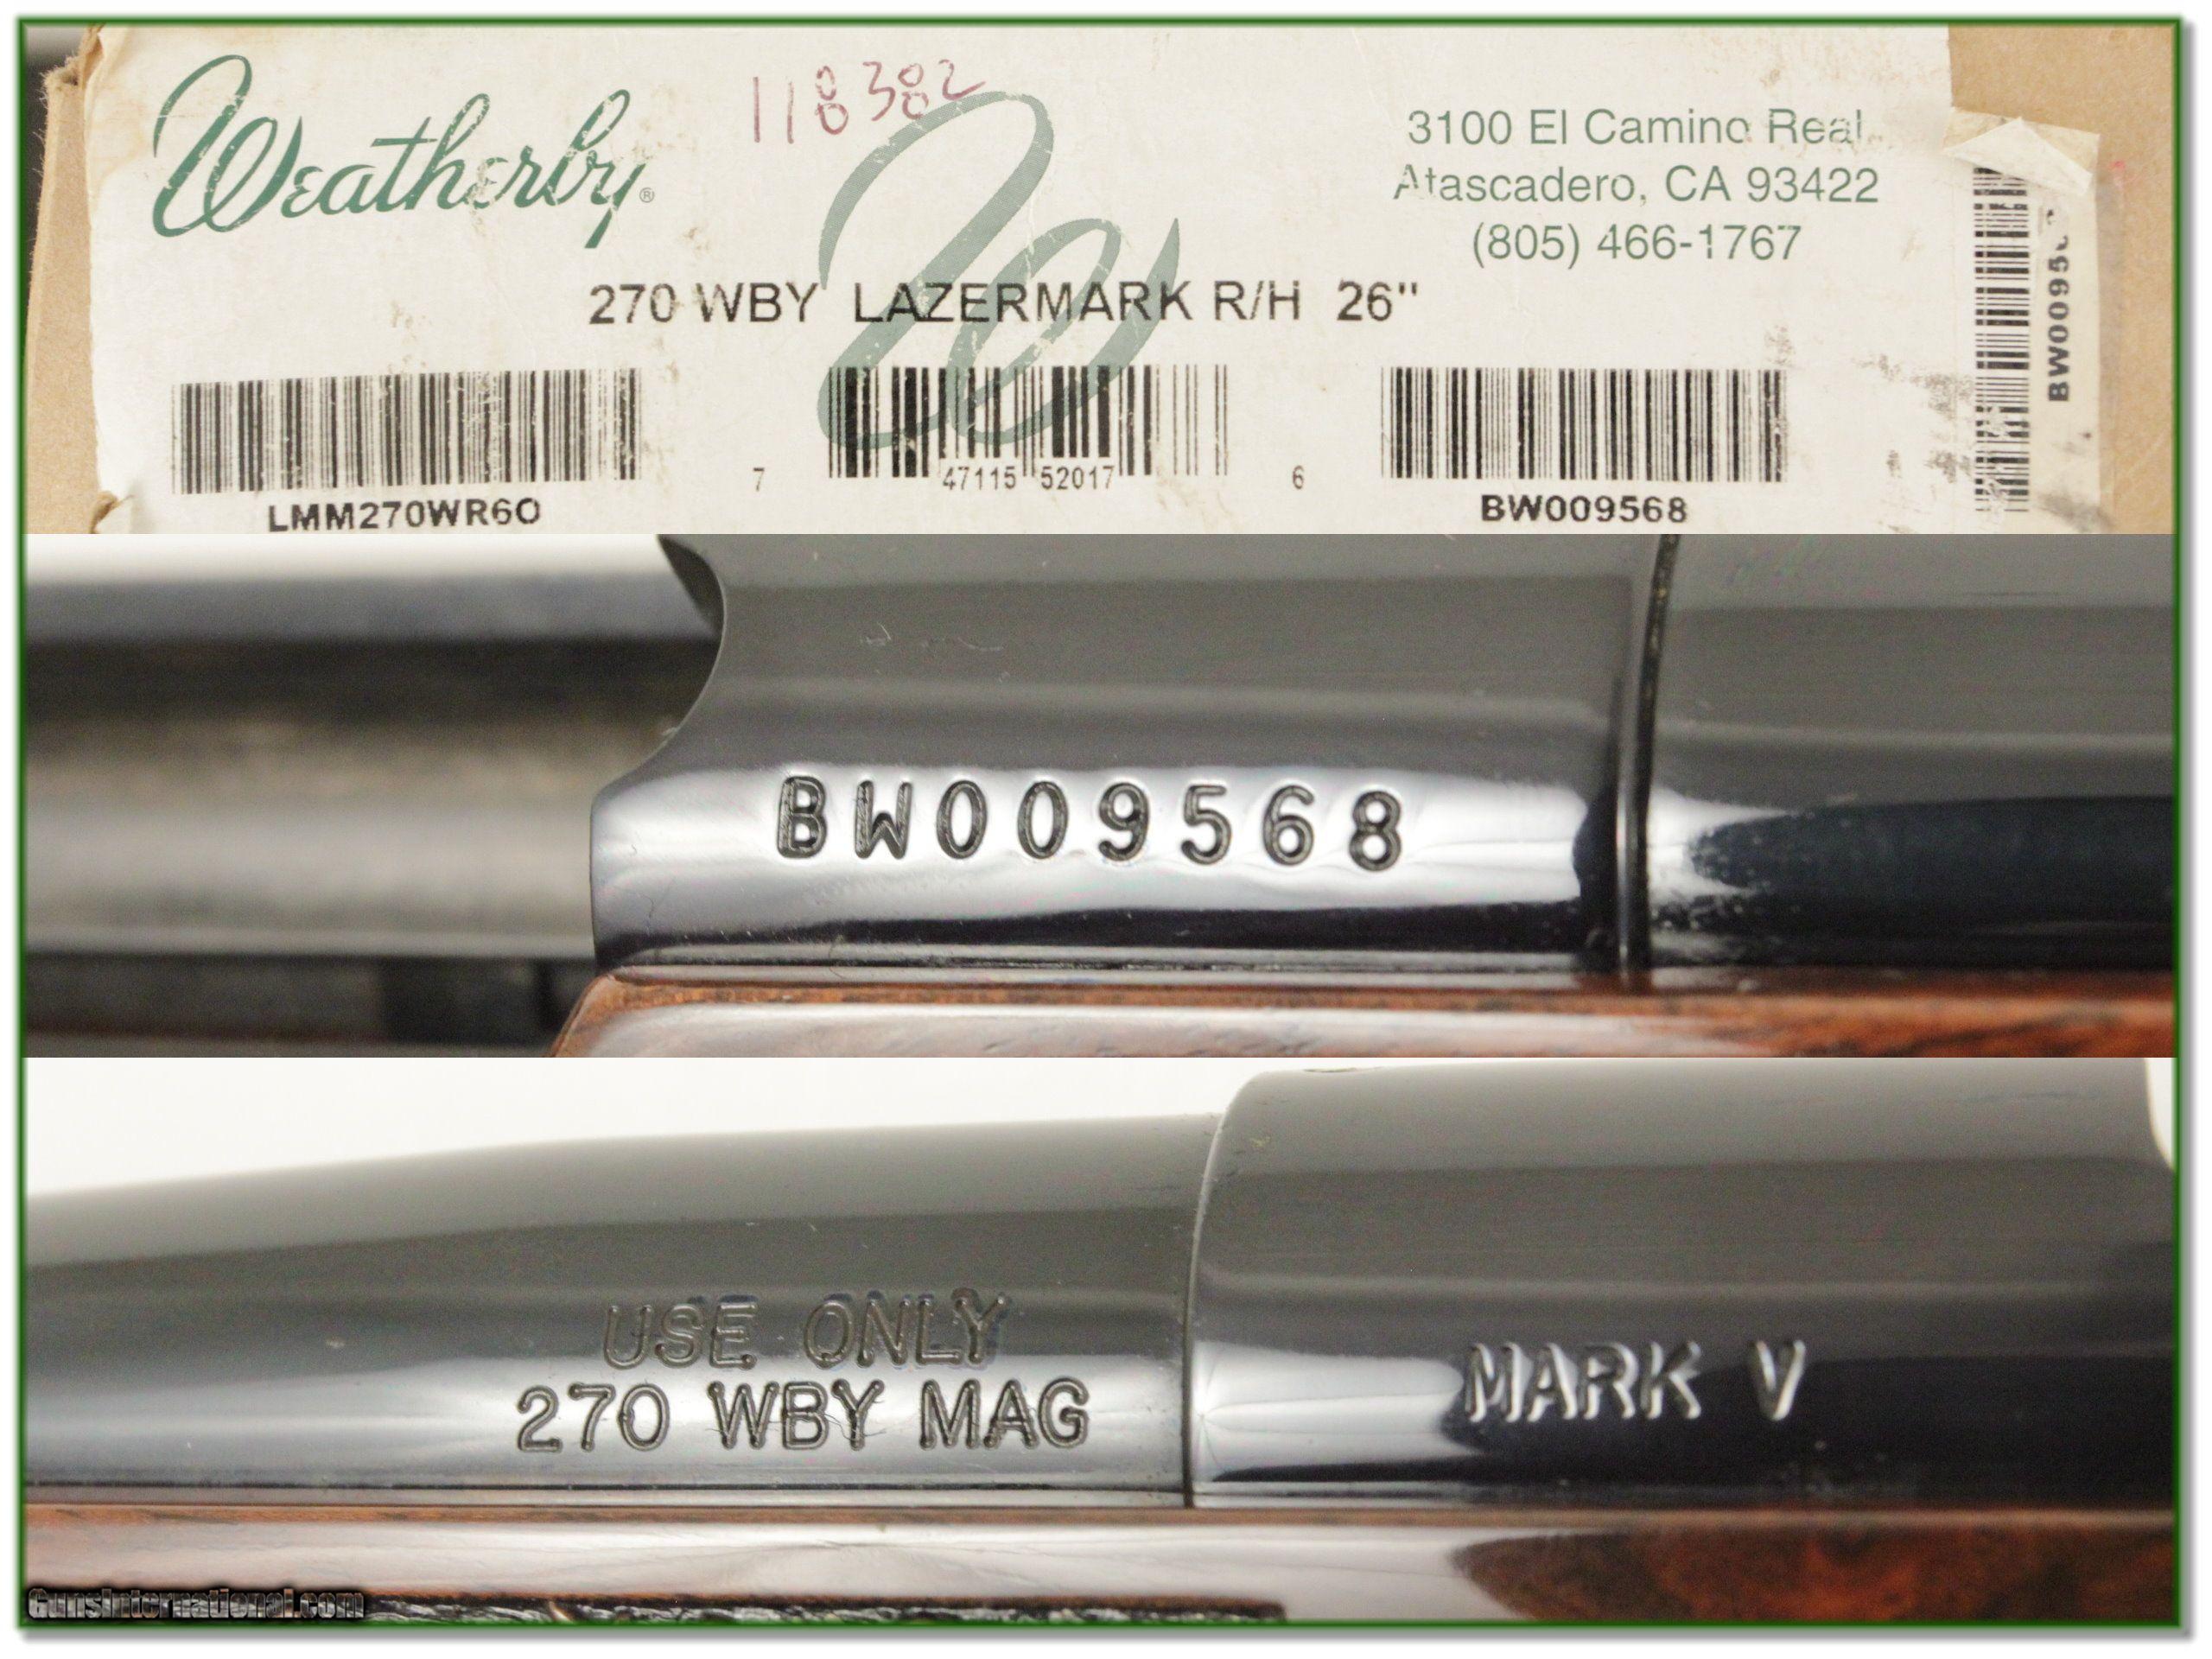 Weatherby®
118382
3100 El Camino Real
Atascadero, CA 93422
(805) 466-1767
270 WBY LAZERMARK R/H 26"
LMM270WR6O
7 47115 52017 6
BW009568
BW009568
USE ONLY
270 WBY MAG
MARK V
GunsInternational.com